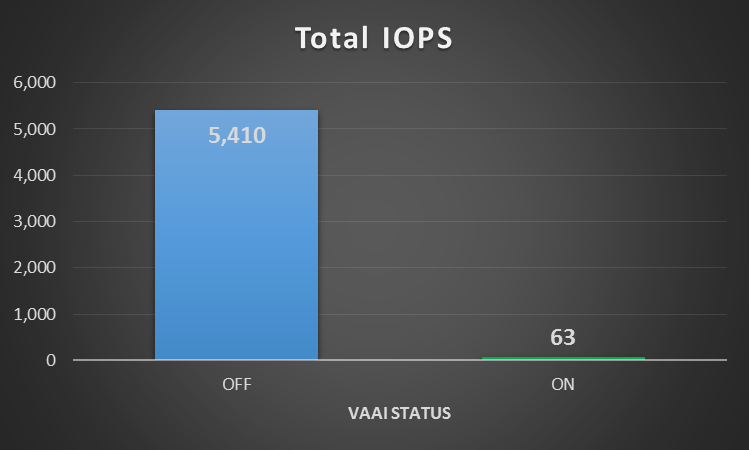 Total IOPS
6,000
5,000
4,000
3,000
2,000
1,000
0
5,410
63
OFF
ON
VAAI STATUS